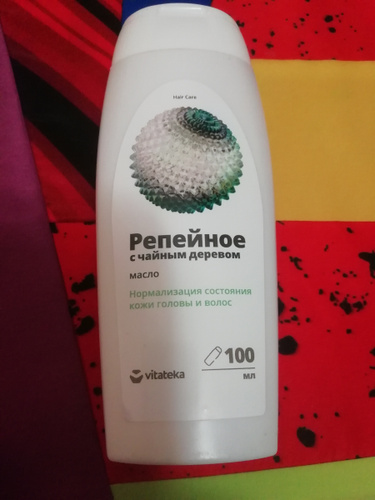 Hair Care
Репейное
с чайным деревом
масло
Нормализация состояния
кожи головы и волос
100
мл
vitateka